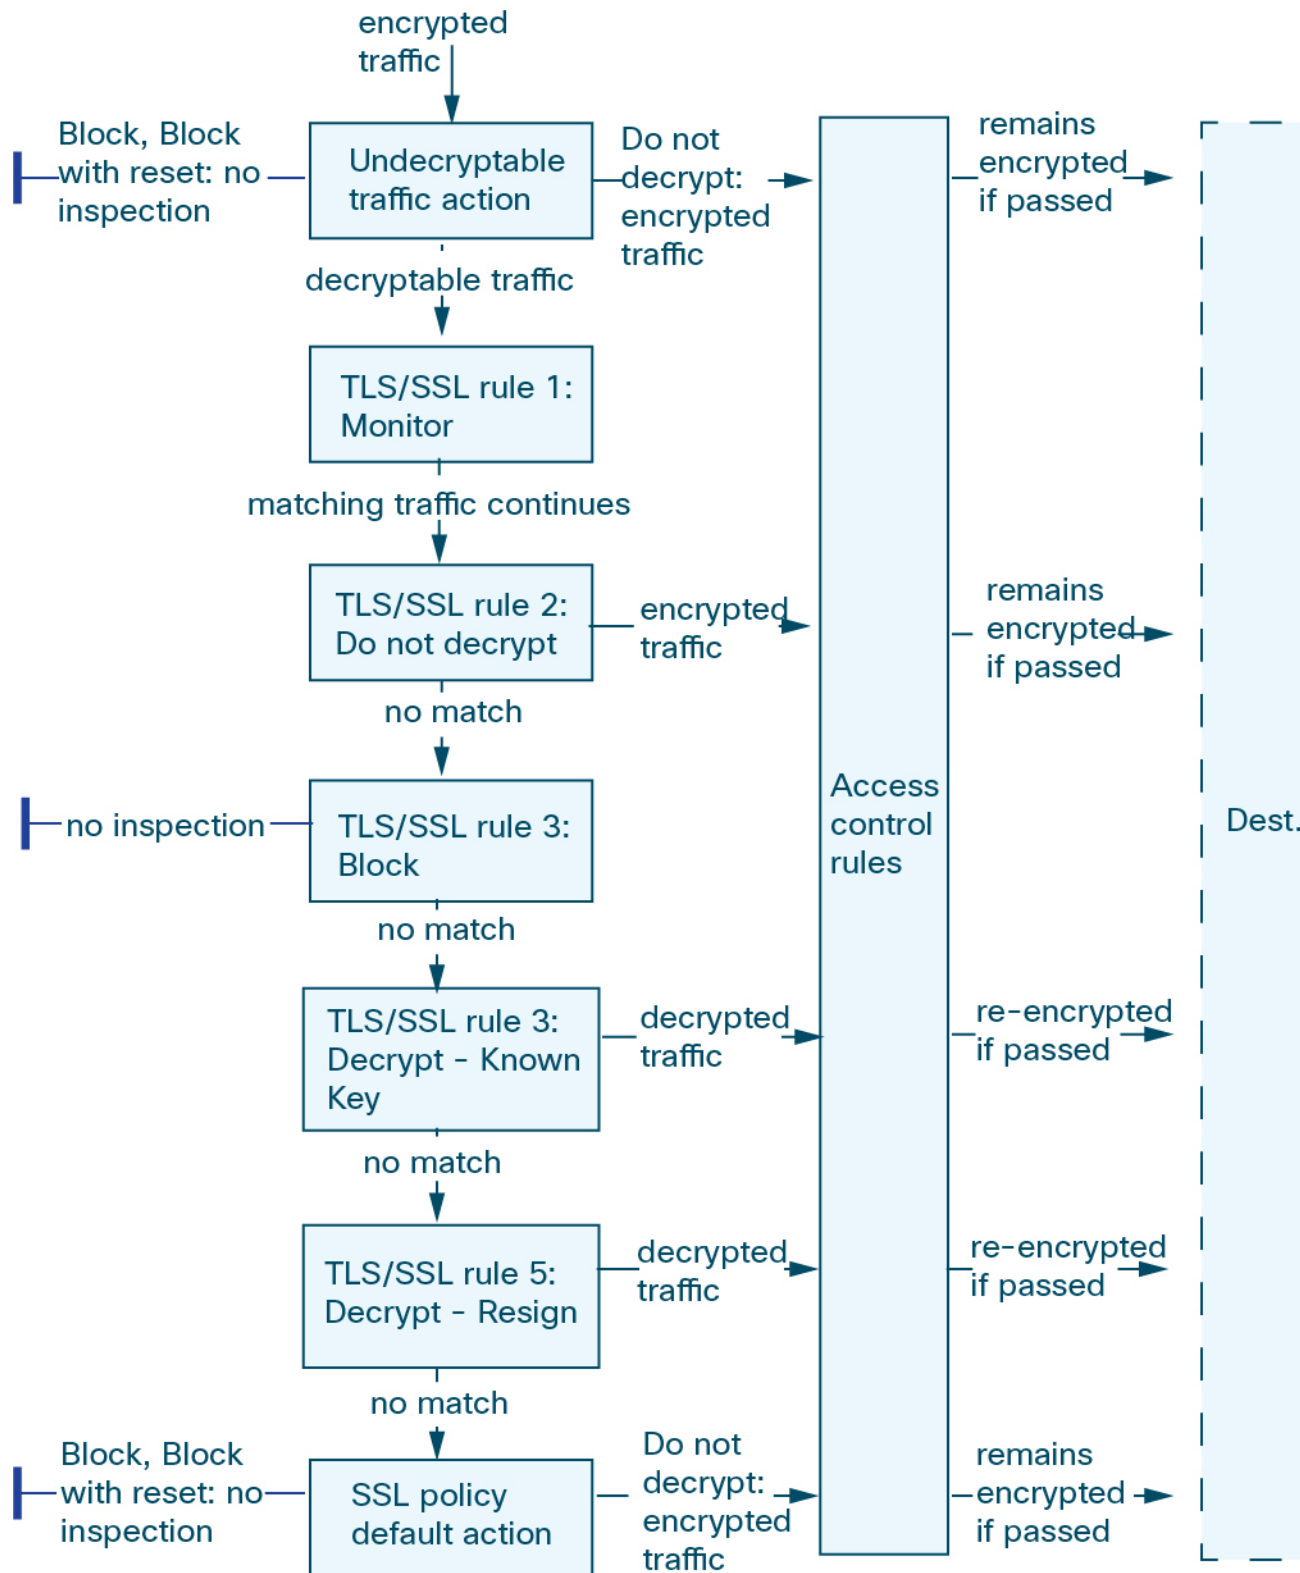 encrypted
traffic
Block, Block
with reset: no
inspection
Undecryptable
traffic action
Do not
decrypt:
encrypted
traffic
remains
encrypted
if passed
decryptable traffic
TLS/SSL rule 1:
Monitor
matching traffic continues
TLS/SSL rule 2:
Do not decrypt
encrypted
traffic
remains
encrypted
if passed
no match
no inspection
TLS/SSL rule 3:
Block
Access
control
rules
Dest.
no match
TLS/SSL rule 3:
Decrypt - Known
Key
decrypted
traffic
re-encrypted
if passed
no match
TLS/SSL rule 5:
Decrypt - Resign
decrypted
traffic
re-encrypted
if passed
no match
Block, Block
with reset: no
inspection
SSL policy
default action
Do not
decrypt:
encrypted
traffic
remains
encrypted
if passed